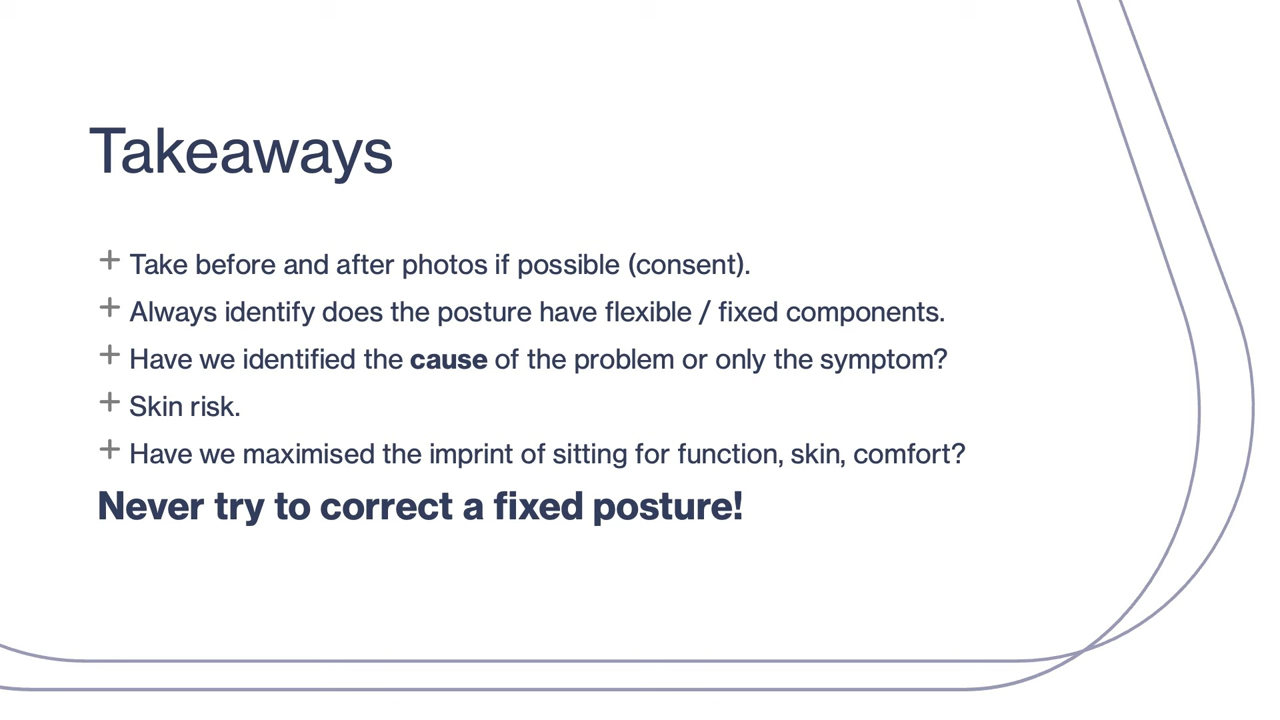 Takeaways
+ Take before and after photos if possible (consent).
+ Always identify does the posture have flexible / fixed components.
+ Have we identified the cause of the problem or only the symptom?
+ Skin risk.
+ Have we maximised the imprint of sitting for function, skin, comfort?
Never try to correct a fixed posture!